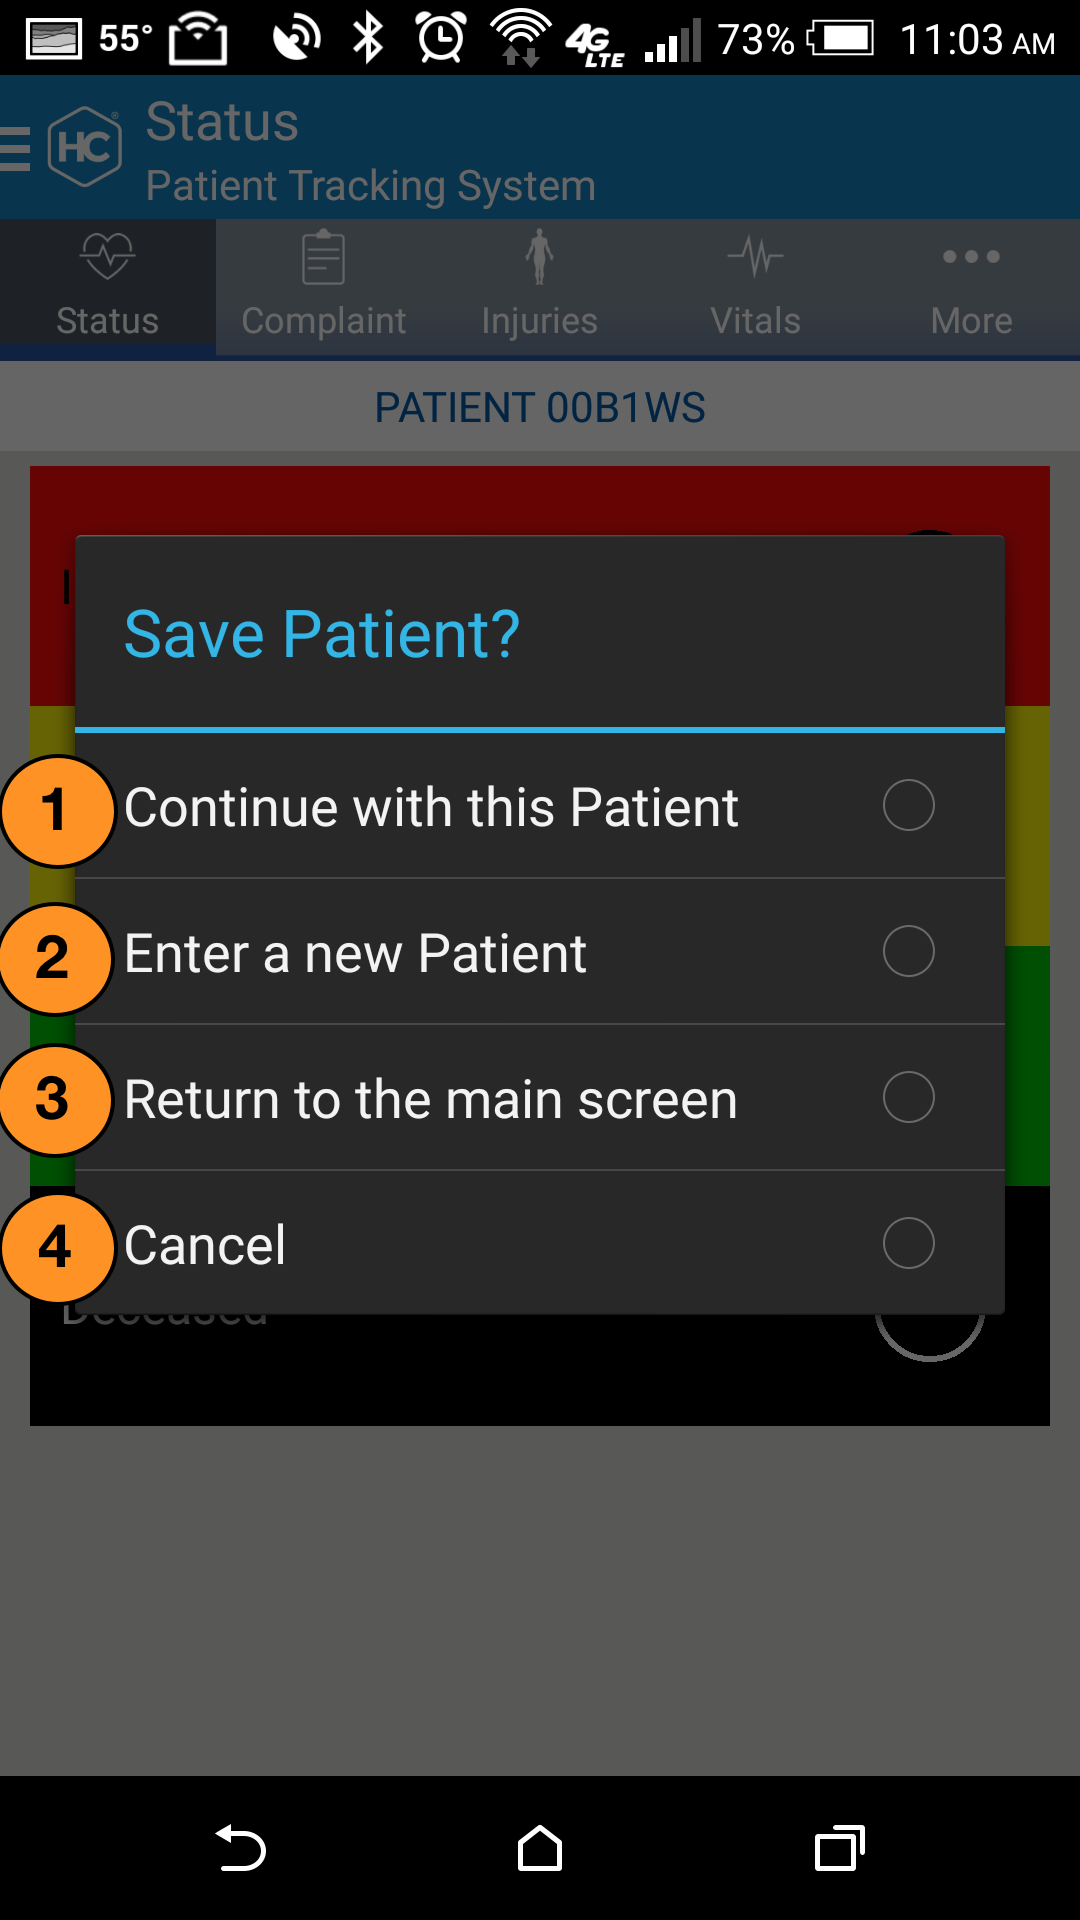 55° 4G LTE 73% 11:03 AM
HC® Status
Patient Tracking System
Status Complaint Injuries Vitals More
PATIENT 00B1WS
I
Save Patient?
1 Continue with this Patient
2 Enter a new Patient
3 Return to the main screen
4 Cancel
Deceased